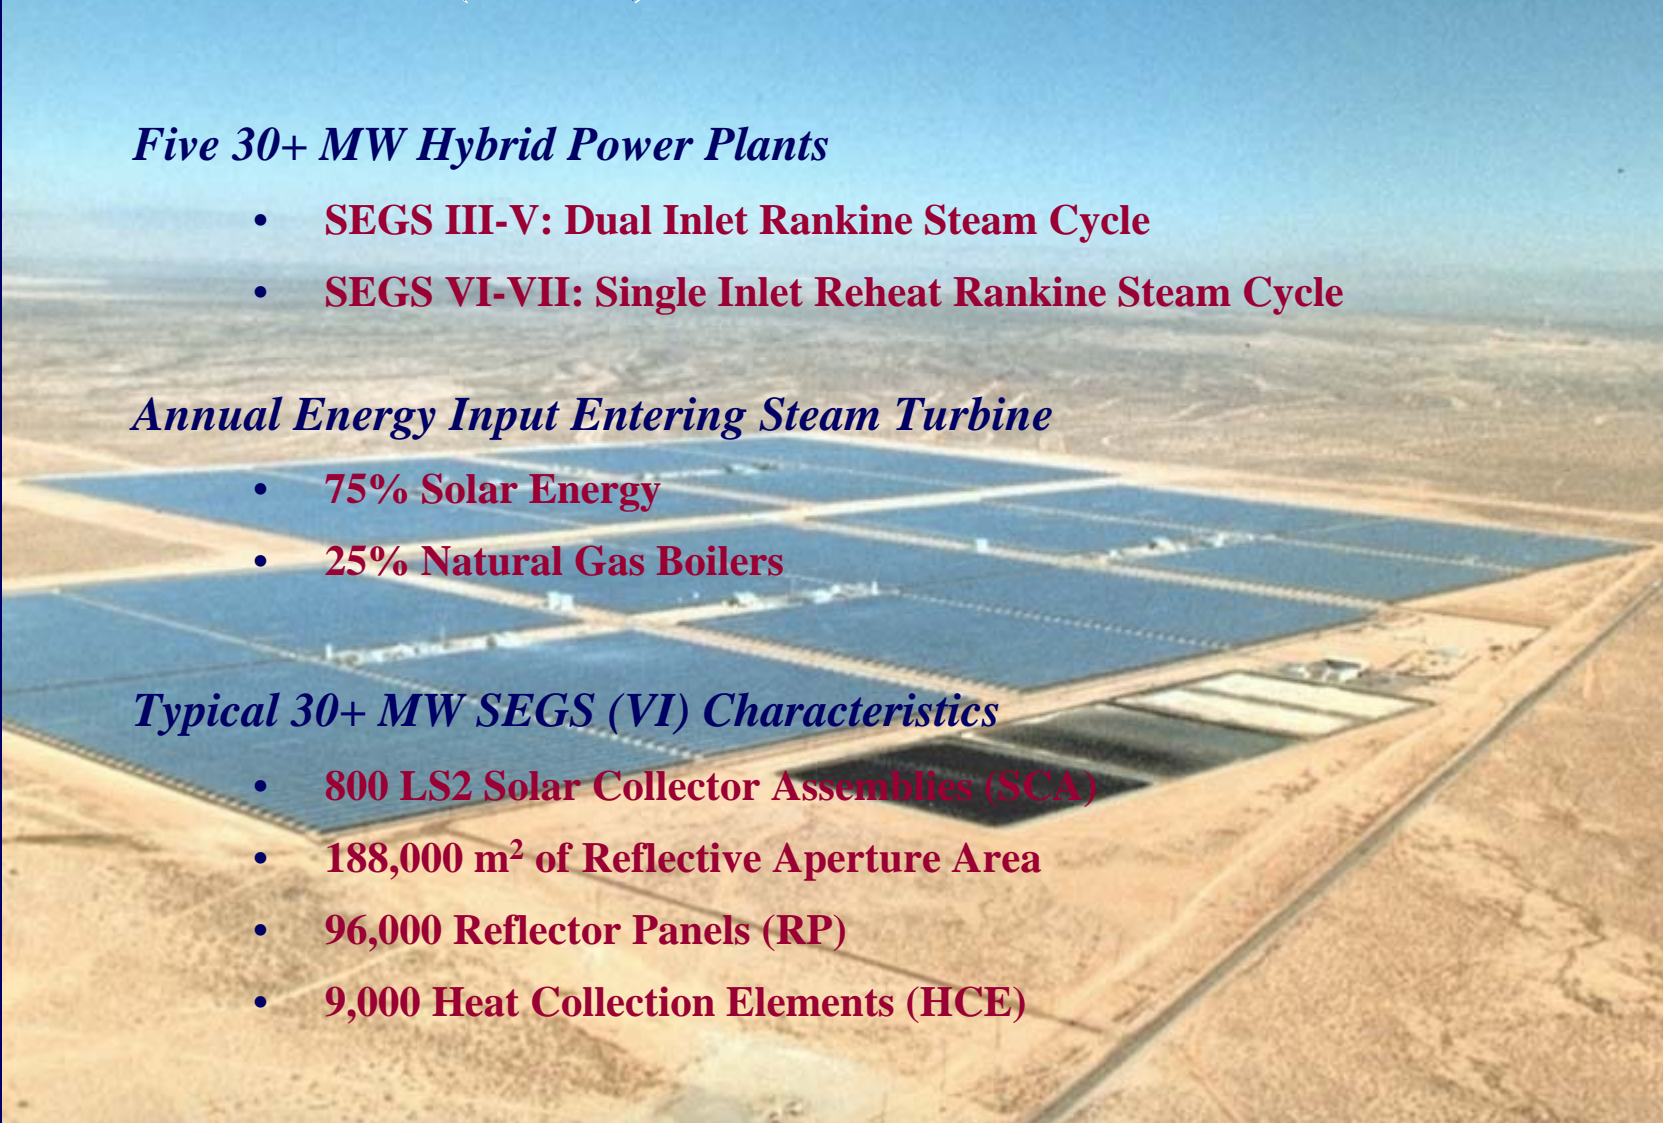 Five 30+ MW Hybrid Power Plants
• SEGS III-V: Dual Inlet Rankine Steam Cycle
• SEGS VI-VII: Single Inlet Reheat Rankine Steam Cycle
Annual Energy Input Entering Steam Turbine
• 75% Solar Energy
• 25% Natural Gas Boilers
Typical 30+ MW SEGS (VI) Characteristics
• 800 LS2 Solar Collector Assemblies (SCA)
• 188,000 m² of Reflective Aperture Area
• 96,000 Reflector Panels (RP)
• 9,000 Heat Collection Elements (HCE)